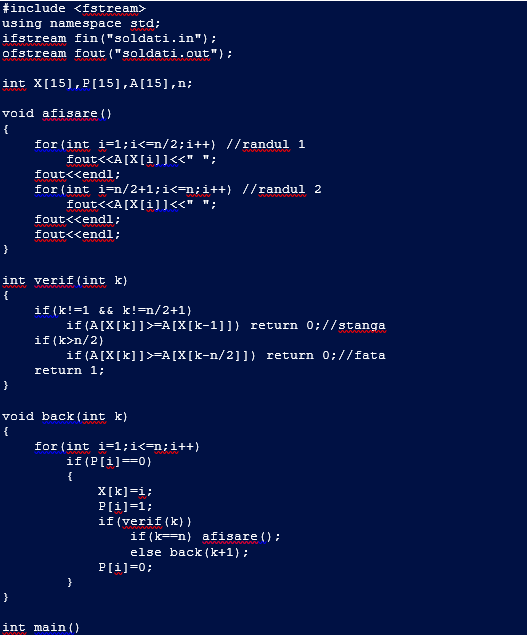 #include <fstream>
using namespace std;
ifstream fin("soldati.in");
ofstream fout("soldati.out");
int X[15],P[15],A[15],n;
void afisare()
{
for(int i=1;i<=n/2;i++) //randul 1
fout<<A[X[i]]<<" ";
fout<<endl;
for(int i=n/2+1;i<=n;i++) //randul 2
fout<<A[X[i]]<<" ";
fout<<endl;
fout<<endl;
}
int verif(int k)
{
if(k!=1 && k!=n/2+1)
if(A[X[k]]>=A[X[k-1]]) return 0;//stanga
if(k>n/2)
if(A[X[k]]>=A[X[k-n/2]]) return 0;//fata
return 1;
}
void back(int k)
{
for(int i=1;i<=n;i++)
if(P[i]==0)
{
X[k]=i;
P[i]=1;
if(verif(k))
if(k==n) afisare();
else back(k+1);
P[i]=0;
}
}
int main()